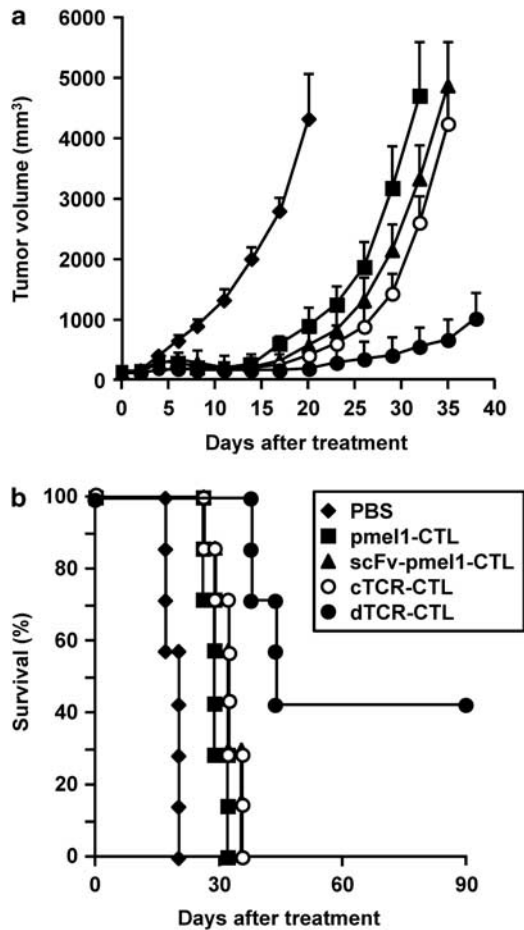 a
6000
5000
4000
3000
2000
1000
0
Tumor volume (mm³)
0 5 10 15 20 25 30 35 40
Days after treatment
b
100
80
60
40
20
0
Survival (%)
PBS
pmel1-CTL
scFv-pmel1-CTL
cTCR-CTL
dTCR-CTL
0 30 60 90
Days after treatment